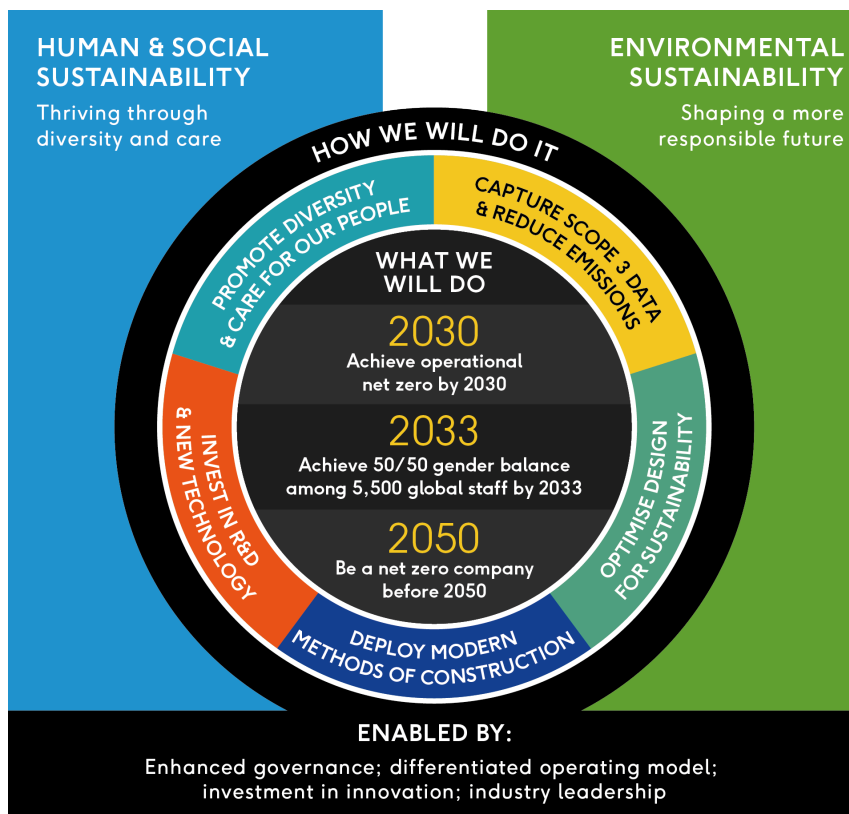 HUMAN & SOCIAL
SUSTAINABILITY
Thriving through
diversity and care
ENVIRONMENTAL
SUSTAINABILITY
Shaping a more
responsible future
HOW WE WILL DO IT
PROMOTE DIVERSITY
& CARE FOR OUR PEOPLE
CAPTURE SCOPE 3 DATA
& REDUCE EMISSIONS
OPTIMISE DESIGN
FOR SUSTAINABILITY
DEPLOY MODERN
METHODS OF CONSTRUCTION
INVEST IN R&D
& NEW TECHNOLOGY
WHAT WE
WILL DO
2030
Achieve operational
net zero by 2030
2033
Achieve 50/50 gender balance
among 5,500 global staff by 2033
2050
Be a net zero company
before 2050
ENABLED BY:
Enhanced governance; differentiated operating model;
investment in innovation; industry leadership